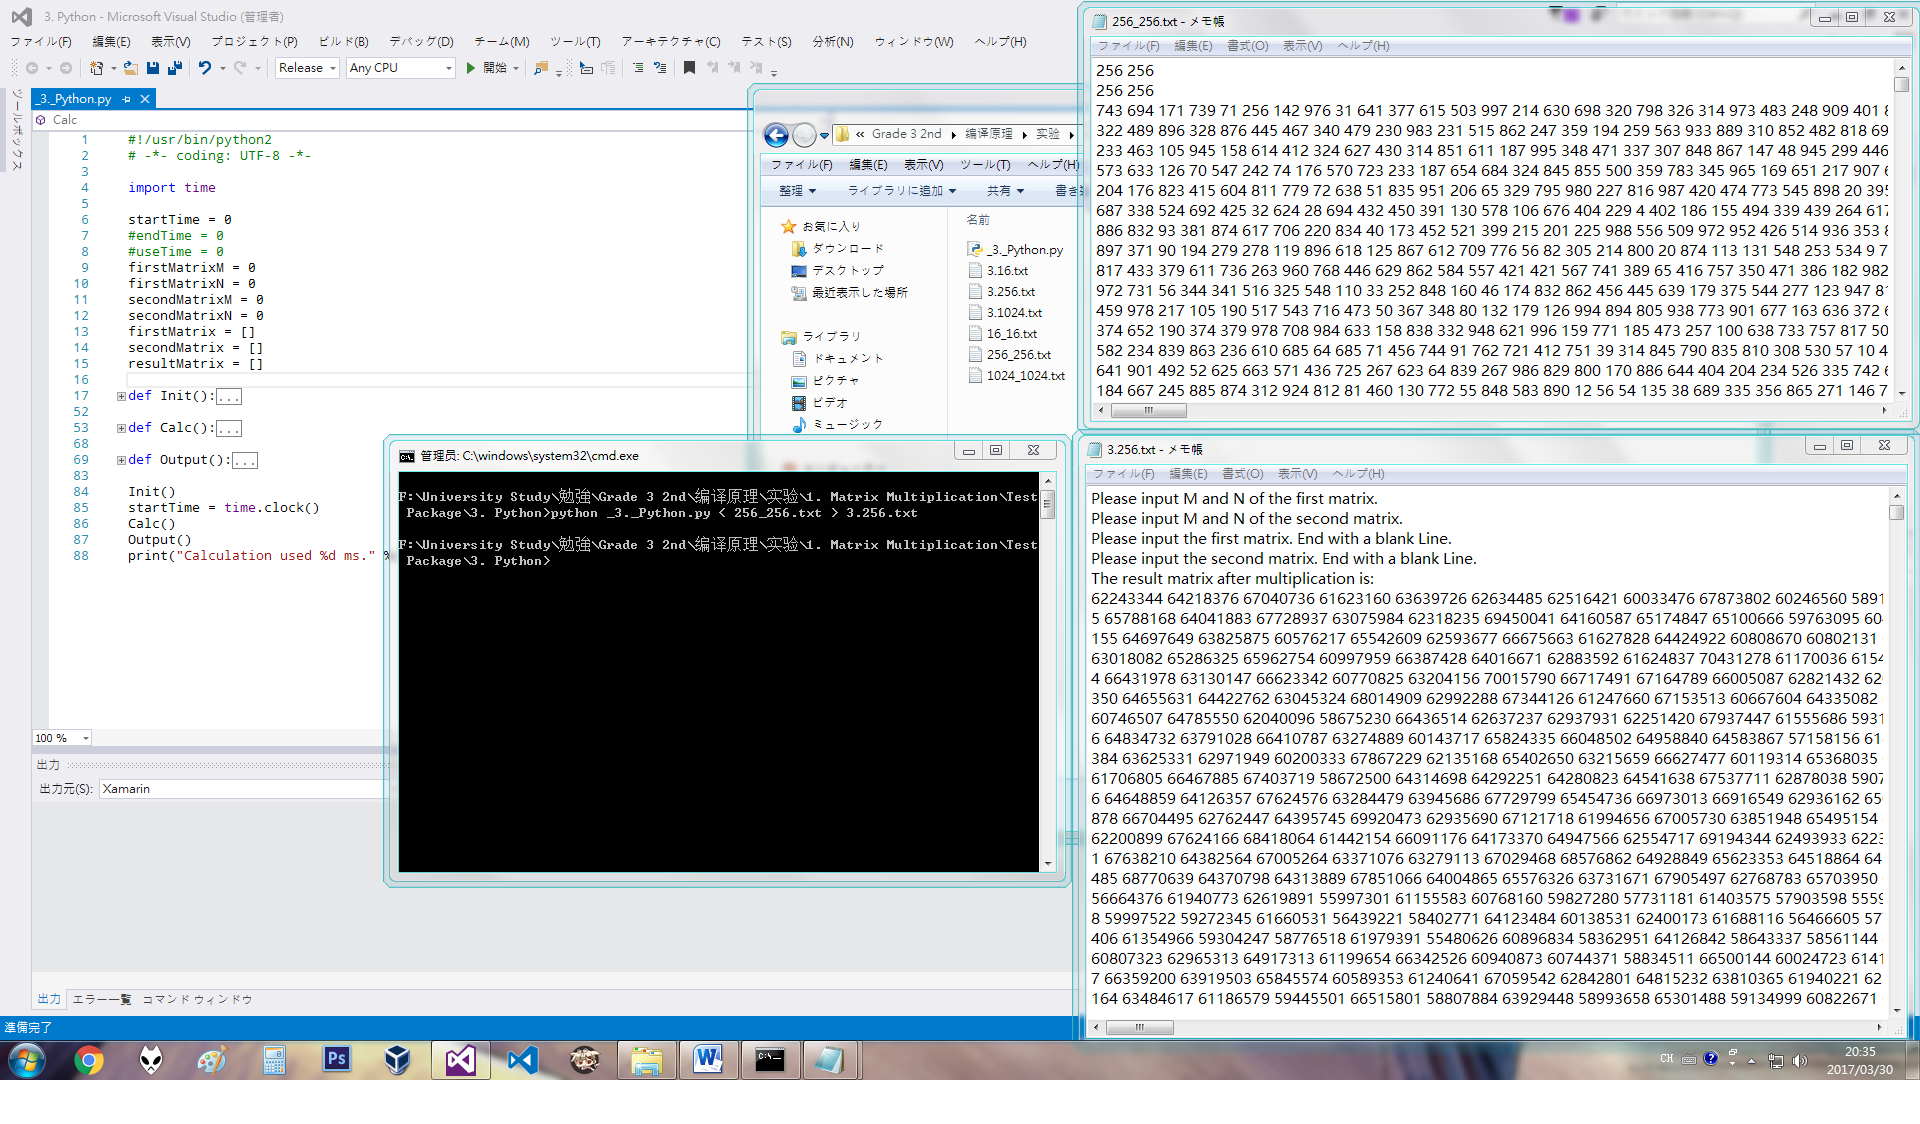 3. Python - Microsoft Visual Studio (管理者)
ファイル(F) 編集(E) 表示(V) プロジェクト(P) ビルド(B) デバッグ(D) チーム(M) ツール(T) アーキテクチャ(C) テスト(S) 分析(N) ウィンドウ(W) ヘルプ(H)
Release Any CPU 開始
ツールボックス
_3._Python.py
Calc
1 #!/usr/bin/python2
2 # -*- coding: UTF-8 -*-
3
4 import time
5
6 startTime = 0
7 #endTime = 0
8 #useTime = 0
9 firstMatrixM = 0
10 firstMatrixN = 0
11 secondMatrixM = 0
12 secondMatrixN = 0
13 firstMatrix = []
14 secondMatrix = []
15 resultMatrix = []
16
17 def Init():...
52
53 def Calc():...
68
69 def Output():...
83
84 Init()
85 startTime = time.clock()
86 Calc()
87 Output()
88 print("Calculation used %d ms." %
100 %
出力
出力元(S): Xamarin
出力 エラー一覧 コマンド ウィンドウ
準備完了
« Grade 3 2nd 编译原理 实验
ファイル(F) 編集(E) 表示(V) ツール(T) ヘルプ(H)
整理 ライブラリに追加 共有
お気に入り
ダウンロード
デスクトップ
最近表示した場所
ライブラリ
ドキュメント
ピクチャ
ビデオ
ミュージック
名前
_3._Python.py
3.16.txt
3.256.txt
3.1024.txt
16_16.txt
256_256.txt
1024_1024.txt
管理员: C:\windows\system32\cmd.exe
F:\University Study\勉強\Grade 3 2nd\编译原理\实验\1. Matrix Multiplication\Test
Package\3. Python>python _3._Python.py < 256_256.txt > 3.256.txt
F:\University Study\勉強\Grade 3 2nd\编译原理\实验\1. Matrix Multiplication\Test
Package\3. Python>
256_256.txt - メモ帳
ファイル(F) 編集(E) 書式(O) 表示(V) ヘルプ(H)
256 256
256 256
743 694 171 739 71 256 142 976 31 641 377 615 503 997 214 630 698 320 798 326 314 973 483 248 909 401
322 489 896 328 876 445 467 340 479 230 983 231 515 862 247 359 194 259 563 933 889 310 852 482 818 69
233 463 105 945 158 614 412 324 627 430 314 851 611 187 995 348 471 337 307 848 867 147 48 945 299 446
573 633 126 70 547 242 74 176 570 723 233 187 654 684 324 845 855 500 359 783 345 965 169 651 217 907
204 176 823 415 604 811 779 72 638 51 835 951 206 65 329 795 980 227 816 987 420 474 773 545 898 20 395
687 338 524 692 425 32 624 28 694 432 450 391 130 578 106 676 404 229 4 402 186 155 494 339 439 264 617
886 832 93 381 874 617 706 220 834 40 173 452 521 399 215 201 225 988 556 509 972 952 426 514 936 353
897 371 90 194 279 278 119 896 618 125 867 612 709 776 56 82 305 214 800 20 874 113 131 548 253 534 9 7
817 433 379 611 736 263 960 768 446 629 862 584 557 421 421 567 741 389 65 416 757 350 471 386 182 982
972 731 56 344 341 516 325 548 110 33 252 848 160 46 174 832 862 456 445 639 179 375 544 277 123 947 81
459 978 217 105 190 517 543 716 473 50 367 348 80 132 179 126 994 894 805 938 773 901 677 163 636 372
374 652 190 374 379 978 708 984 633 158 838 332 948 621 996 159 771 185 473 257 100 638 733 757 817 50
582 234 839 863 236 610 685 64 685 71 456 744 91 762 721 412 751 39 314 845 790 835 810 308 530 57 10 4
641 901 492 52 625 663 571 436 725 267 623 64 839 267 986 829 800 170 886 644 404 204 234 526 335 742
184 667 245 885 874 312 924 812 81 460 130 772 55 848 583 890 12 56 54 135 38 689 335 356 865 271 146 7
3.256.txt - メモ帳
ファイル(F) 編集(E) 書式(O) 表示(V) ヘルプ(H)
Please input M and N of the first matrix.
Please input M and N of the second matrix.
Please input the first matrix. End with a blank Line.
Please input the second matrix. End with a blank Line.
The result matrix after multiplication is:
62243344 64218376 67040736 61623160 63639726 62634485 62516421 60033476 67873802 60246560 5891
5 65788168 64041883 67728937 63075984 62318235 69450041 64160587 65174847 65100666 59763095 60
155 64697649 63825875 60576217 65542609 62593677 66675663 61627828 64424922 60808670 60802131
63018082 65286325 65962754 60997959 66387428 64016671 62883592 61624837 70431278 61170036 6154
4 66431978 63130147 66623342 60770825 63204156 70015790 66717491 67164789 66005087 62821432 62
350 64655631 64422762 63045324 68014909 62992288 67344126 61247660 67153513 60667604 64335082
60746507 64785550 62040096 58675230 66436514 62637237 62937931 62251420 67937447 61555686 5931
6 64834732 63791028 66410787 63274889 60143717 65824335 66048502 64958840 64583867 57158156 61
384 63625331 62971949 60200333 67867229 62135168 65402650 63215659 66627477 60119314 65368035
61706805 66467885 67403719 58672500 64314698 64292251 64280823 64541638 67537711 62878038 5907
6 64648859 64126357 67624576 63284479 63945686 67729799 65454736 66973013 66916549 62936162 65
878 66704495 62762447 64395745 69920473 62935690 67121718 61994656 67005730 63851948 65495154
62200899 67624166 68418064 61442154 66091176 64173370 64947566 62554717 69194344 62493933 6223
1 67638210 64382564 67005264 63371076 63279113 67029468 68576862 64928849 65623353 64518864 64
485 68770639 64370798 64313889 67851066 64004865 65576326 63731671 67905497 62768783 65703950
56664376 61940773 62619891 55997301 61155583 60768160 59827280 57731181 61403575 57903598 5559
8 59997522 59272345 61660531 56439221 58402771 64123484 60138531 62400173 61688116 56466605 57
406 61354966 59304247 58776518 61979391 55480626 60896834 58362951 64126842 58643337 58561144
60807323 62965313 64917313 61199654 66342526 60940873 60744371 58834511 66500144 60024723 6141
7 66359200 63919503 65845574 60589353 61240641 67059542 62842801 64815232 63810365 61940221 62
164 63484617 61186579 59445501 66515801 58807884 63929448 58993658 65301488 59134999 60822671
CH
20:35
2017/03/30